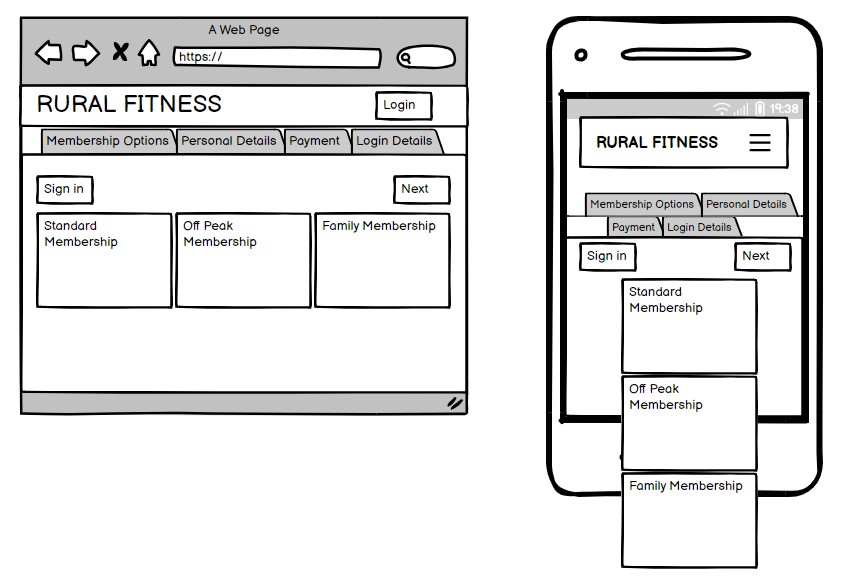 A Web Page
https://
RURAL FITNESS
Login
Membership Options
Personal Details
Payment
Login Details
Sign in
Next
Standard
Membership
Off Peak
Membership
Family Membership
19:38
RURAL FITNESS
Membership Options
Personal Details
Payment
Login Details
Sign in
Next
Standard
Membership
Off Peak
Membership
Family Membership